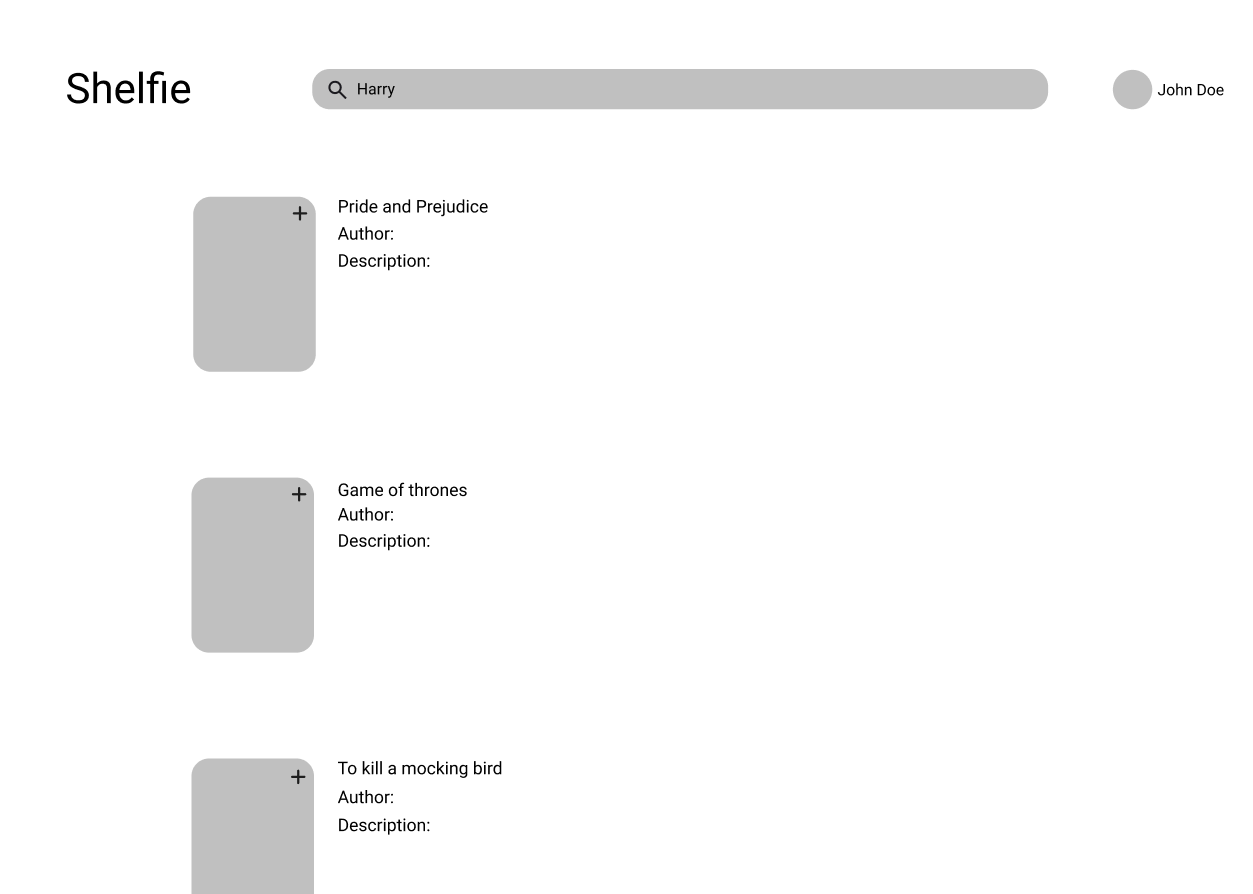 Shelfie
Harry
John Doe
Pride and Prejudice
Author:
Description:
Game of thrones
Author:
Description:
To kill a mocking bird
Author:
Description: